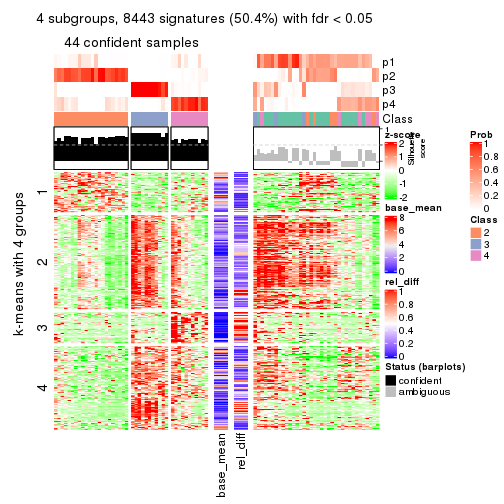 4 subgroups, 8443 signatures (50.4%) with fdr < 0.05
44 confident samples
p1
p2
p3
p4
Class
1
Silhouette
score
k-means with 4 groups
1
2
3
4
base_mean
rel_diff
z-score
2
1
0
-1
-2
base_mean
8
6
4
2
0
rel_diff
1
0.8
0.6
0.4
0.2
0
Status (barplots)
confident
ambiguous
Prob
1
0.8
0.6
0.4
0.2
0
Class
2
3
4